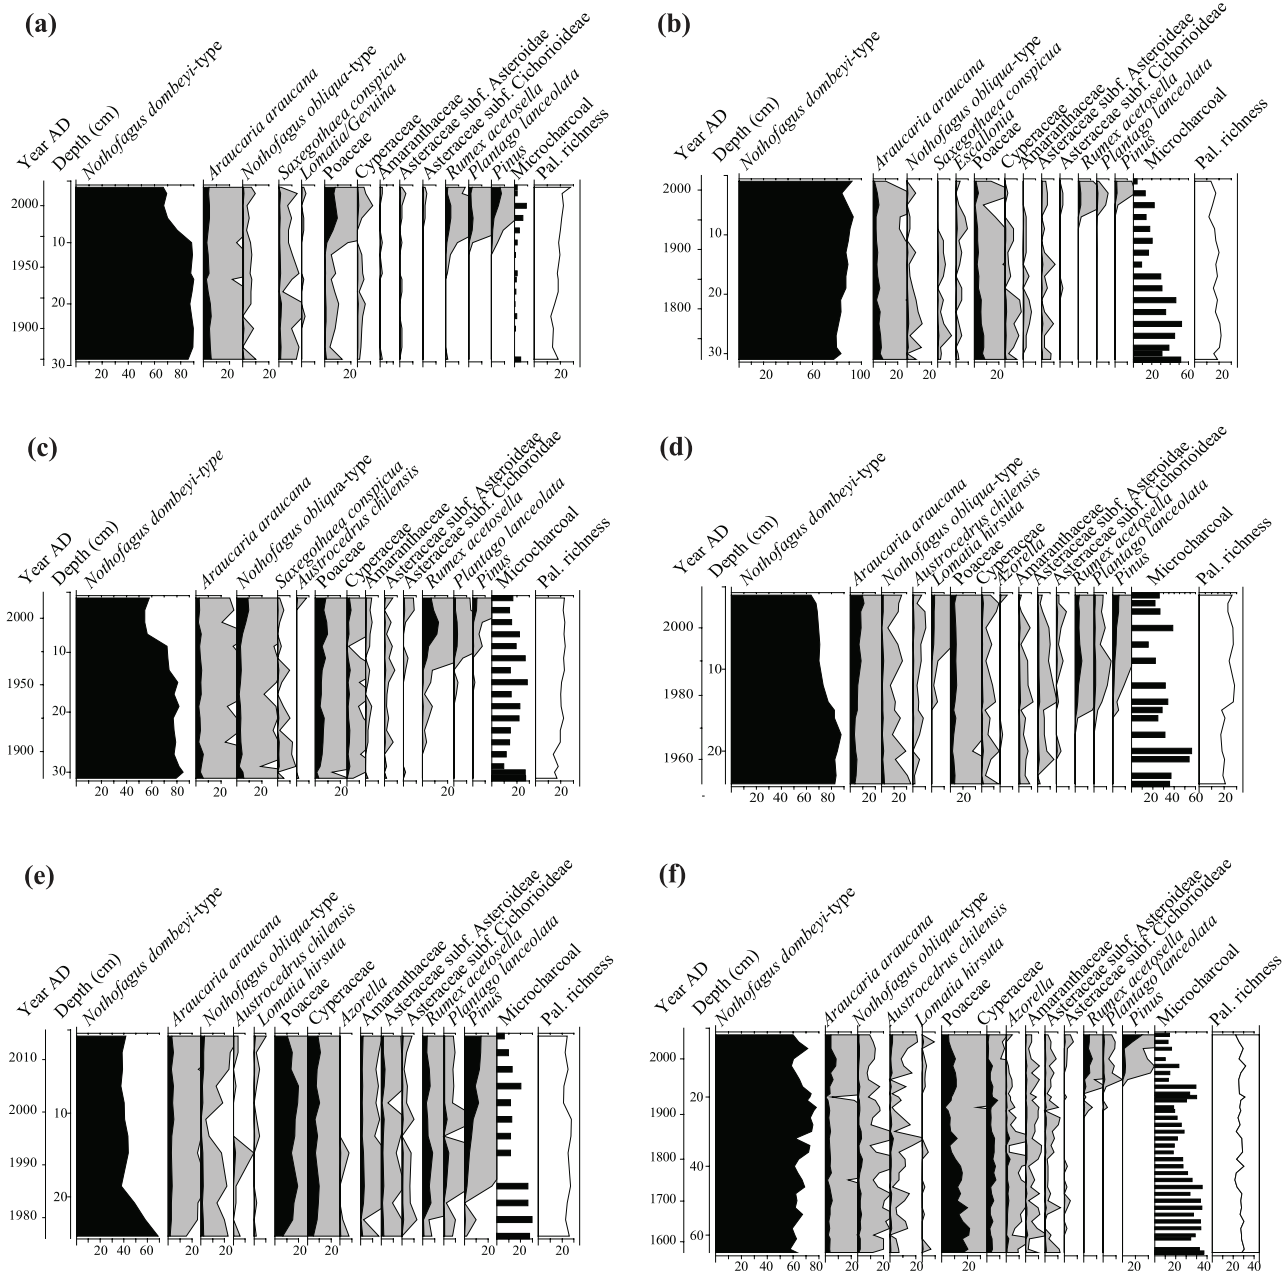 (a)
Year AD
Depth (cm)
Nothofagus dombeyi-type
Araucaria araucana
Nothofagus obliqua-type
Saxegothaea conspicua
Lomatia/Gevuina
Poaceae
Cyperaceae
Amaranthaceae
Asteraceae subf. Asteroidae
Asteraceae subf. Cichorioideae
Rumex acetosella
Plantago lanceolata
Pinus
Microcharcoal
Pal. richness
2000
1950
1900
10
20
30
20 40 60 80 20 20 20
(b)
Year AD
Depth (cm)
Nothofagus dombeyi-type
Araucaria araucana
Nothofagus obliqua-type
Saxegothaea conspicua
Escallonia
Poaceae
Cyperaceae
Amaranthaceae
Asteraceae subf. Asteroideae
Asteraceae subf. Cichorioideae
Rumex acetosella
Plantago lanceolata
Pinus
Microcharcoal
Pal. richness
2000
1900
1800
10
20
30
20 60 100 20 20 20 60 20
(c)
Year AD
Depth (cm)
Nothofagus dombeyi-type
Araucaria araucana
Nothofagus obliqua-type
Saxegothaea conspicua
Austrocedrus chilensis
Poaceae
Cyperaceae
Amaranthaceae
Asteraceae subf. Asteroideae
Asteraceae subf. Cichoroidae
Rumex acetosella
Plantago lanceolata
Pinus
Microcharcoal
Pal. richness
2000
1950
1900
10
20
30
20 40 60 80 20 20 20 20 20
(d)
Year AD
Depth (cm)
Nothofagus dombeyi-type
Araucaria araucana
Nothofagus obliqua-type
Austrocedrus chilensis
Lomatia hirsuta
Poaceae
Cyperaceae
Azorella
Amaranthaceae
Asteraceae subf. Asteroidae
Asteraceae subf. Cichorioideae
Rumex acetosella
Plantago lanceolata
Pinus
Microcharcoal
Pal. richness
2000
1980
1960
10
20
20 40 60 80 20 20 20 20 40 60 20
(e)
Year AD
Depth (cm)
Nothofagus dombeyi-type
Araucaria araucana
Nothofagus obliqua-type
Austrocedrus chilensis
Lomatia hirsuta
Poaceae
Cyperaceae
Azorella
Amaranthaceae
Asteraceae subf. Asteroideae
Asteraceae subf. Cichorioideae
Rumex acetosella
Plantago lanceolata
Pinus
Microcharcoal
Pal. richness
2010
2000
1990
1980
10
20
20 40 60 20 20 20 20 20 20 20
(f)
Year AD
Depth (cm)
Nothofagus dombeyi-type
Araucaria araucana
Nothofagus obliqua-type
Austrocedrus chilensis
Lomatia hirsuta
Poaceae
Cyperaceae
Azorella
Amaranthaceae
Asteraceae subf. Asteroideae
Asteraceae subf. Cichorioideae
Rumex acetosella
Plantago lanceolata
Pinus
Microcharcoal
Pal. richness
2000
1900
1800
1700
1600
20
40
60
20 40 60 80 20 20 20 20 20 20 40 20 40